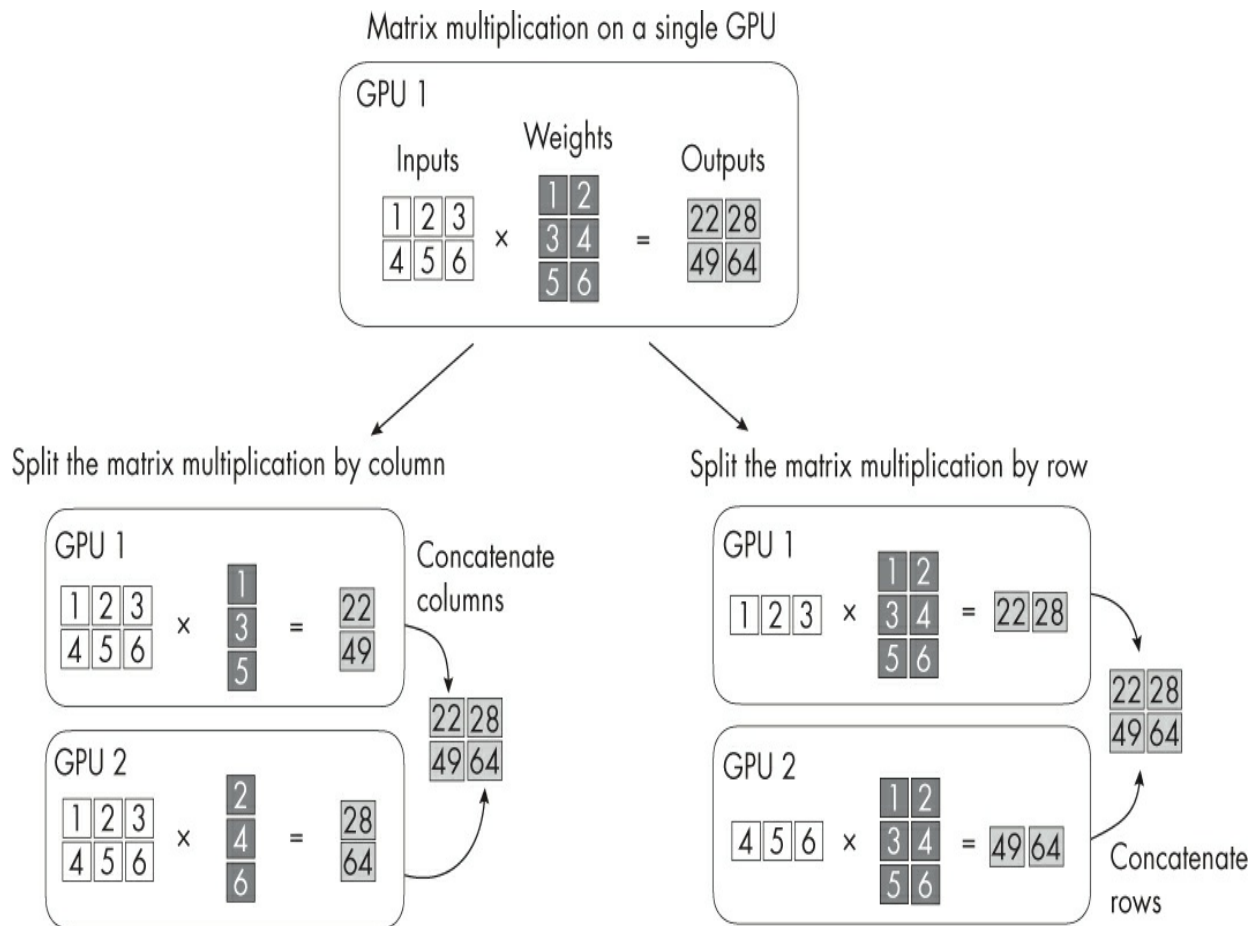 Matrix multiplication on a single GPU
GPU 1
Inputs
Weights
Outputs
1 2 3
4 5 6
×
1 2
3 4
5 6
=
22 28
49 64
Split the matrix multiplication by column
GPU 1
1 2 3
4 5 6
×
1
3
5
=
22
49
Concatenate
columns
GPU 2
1 2 3
4 5 6
×
2
4
6
=
28
64
22 28
49 64
Split the matrix multiplication by row
GPU 1
1 2 3
×
1 2
3 4
5 6
=
22 28
GPU 2
4 5 6
×
1 2
3 4
5 6
=
49 64
22 28
49 64
Concatenate
rows